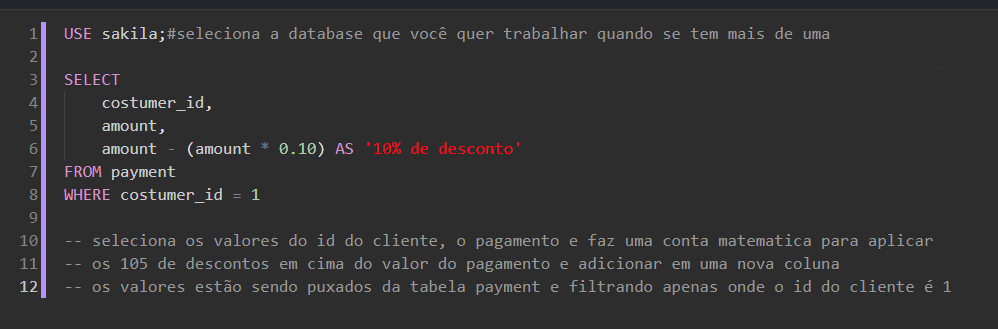 1 USE sakila;#seleciona a database que você quer trabalhar quando se tem mais de uma
2
3 SELECT
4 costumer_id,
5 amount,
6 amount - (amount * 0.10) AS '10% de desconto'
7 FROM payment
8 WHERE costumer_id = 1
9
10 -- seleciona os valores do id do cliente, o pagamento e faz uma conta matematica para aplicar
11 -- os 105 de descontos em cima do valor do pagamento e adicionar em uma nova coluna
12 -- os valores estão sendo puxados da tabela payment e filtrando apenas onde o id do cliente é 1